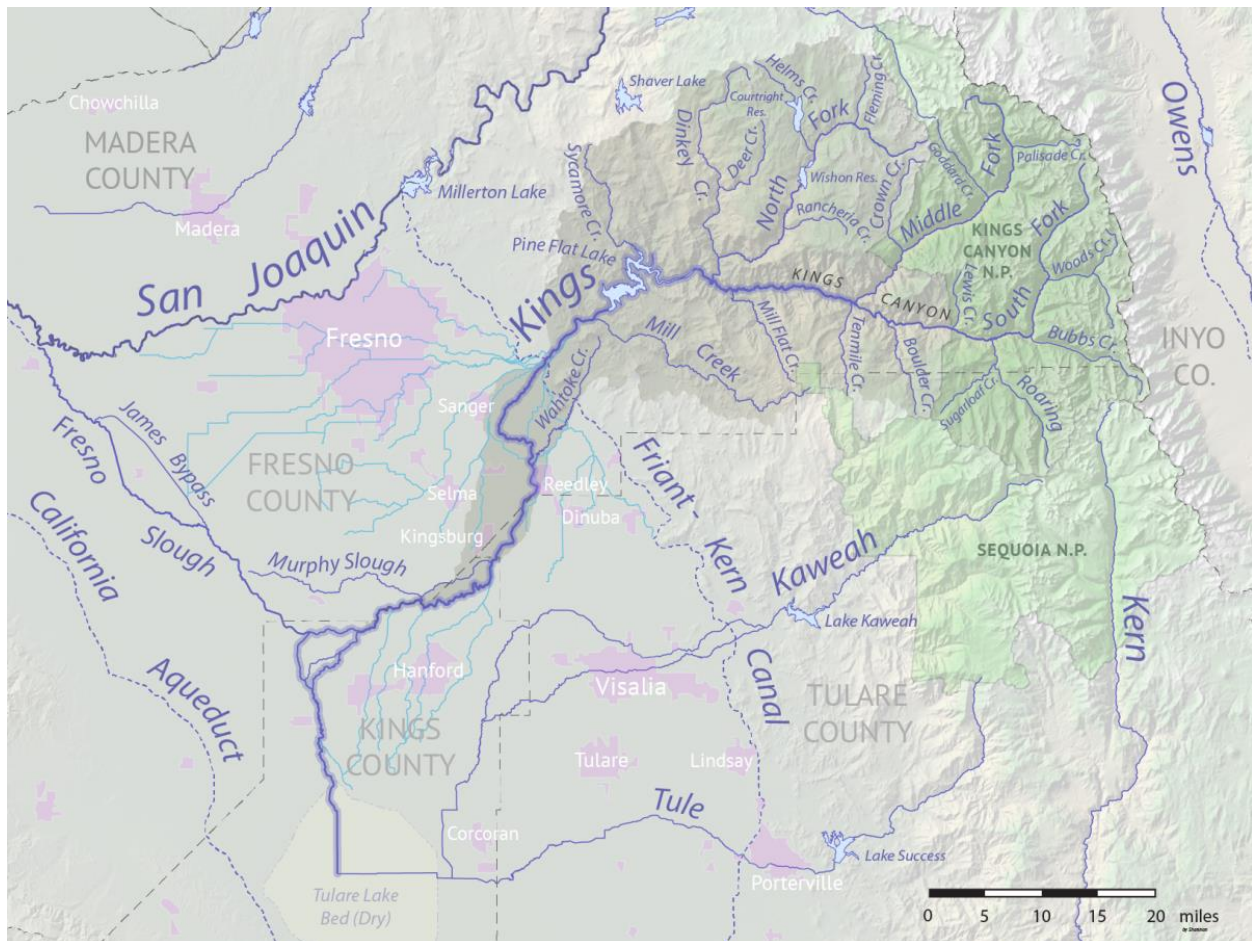 Chowchilla
MADERA
COUNTY
Madera
Millerton Lake
Shaver Lake
San Joaquin
Sycamore Cr.
Pine Flat Lake
Dinkey Cr.
Deer Cr.
Helms Cr.
Courtright
Res.
North Fork
Wishon Res.
Fleming Cr.
Crown Cr.
Rancheria Cr.
Goddard Cr.
Middle Fork
Palisade Cr.
KINGS
CANYON
N.P.
South Fork
Woods Cr.
Lewis Cr.
Bubbs Cr.
Owens
INYO
CO.
KINGS CANYON
Kings
Mill Creek
Mill Flat Cr.
Tenmile Cr.
Boulder Cr.
Sugarloaf Cr.
Roaring
Fresno
Sanger
Wahtoke Cr.
James Bypass
Fresno Slough
FRESNO
COUNTY
Selma
Reedley
Dinuba
Kingsburg
Friant - Kern Canal
California Aqueduct
Murphy Slough
Kaweah
SEQUOIA N.P.
Lake Kaweah
Kern
Hanford
Visalia
KINGS
COUNTY
TULARE
COUNTY
Tulare
Lindsay
Tule
Corcoran
Lake Success
Porterville
Tulare Lake
Bed (Dry)
0 5 10 15 20 miles
by Shannon